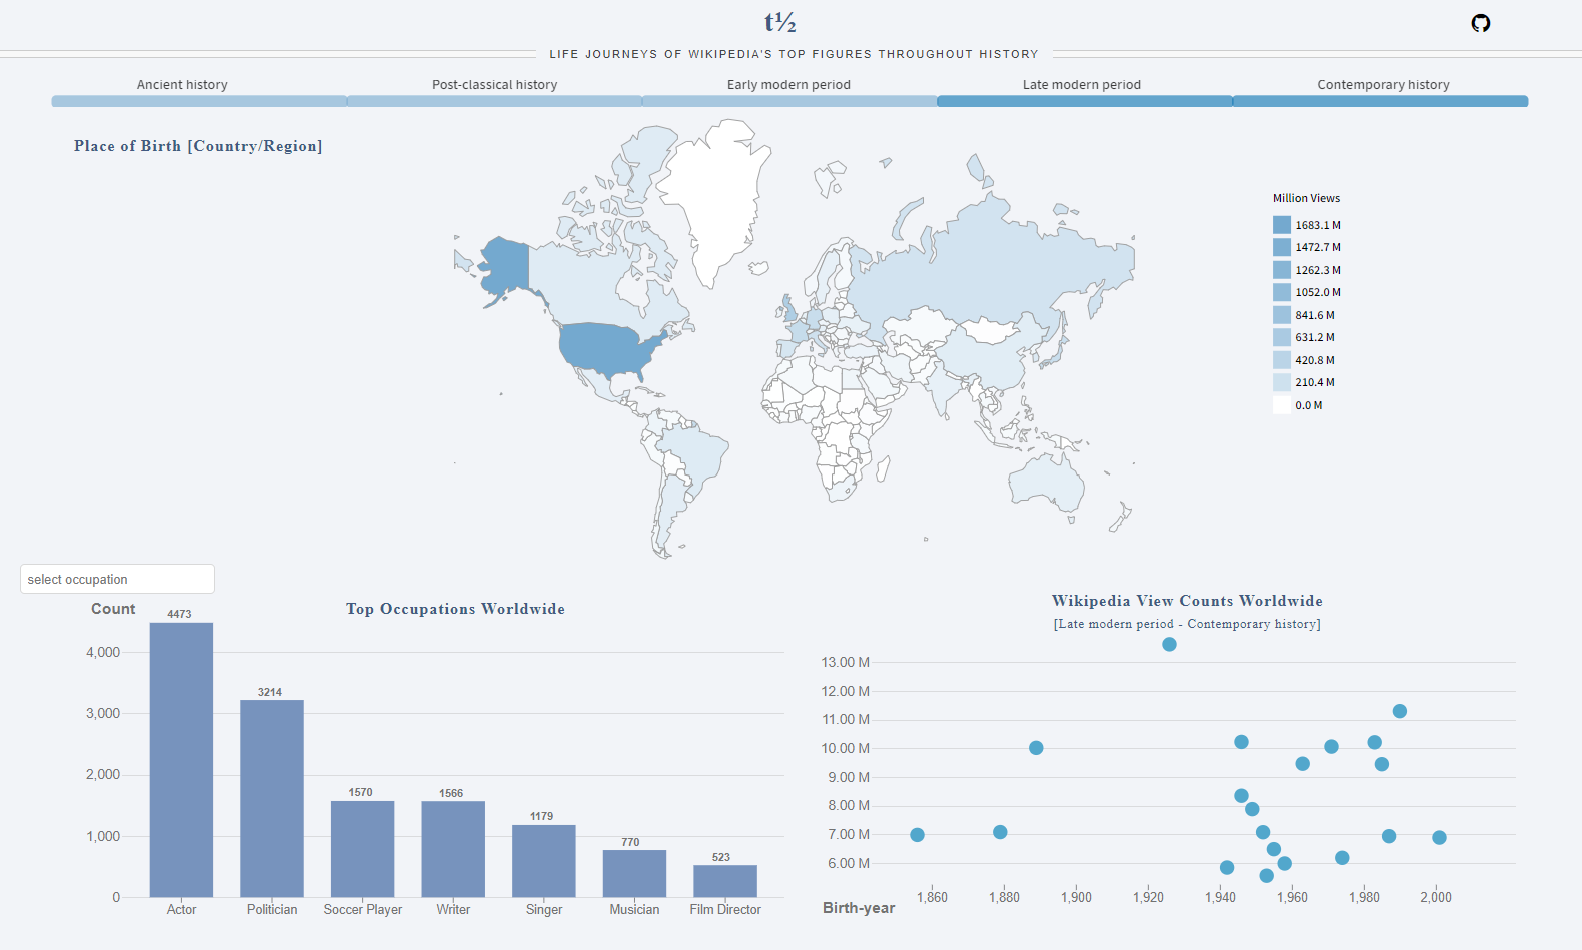 t½
LIFE JOURNEYS OF WIKIPEDIA'S TOP FIGURES THROUGHOUT HISTORY
Ancient history
Post-classical history
Early modern period
Late modern period
Contemporary history
Place of Birth [Country/Region]
Million Views
1683.1 M
1472.7 M
1262.3 M
1052.0 M
841.6 M
631.2 M
420.8 M
210.4 M
0.0 M
select occupation
Top Occupations Worldwide
Count
4,000
3,000
2,000
1,000
0
4473
3214
1570
1566
1179
770
523
Actor
Politician
Soccer Player
Writer
Singer
Musician
Film Director
Wikipedia View Counts Worldwide
[Late modern period - Contemporary history]
13.00 M
12.00 M
11.00 M
10.00 M
9.00 M
8.00 M
7.00 M
6.00 M
1,860
1,880
1,900
1,920
1,940
1,960
1,980
2,000
Birth-year